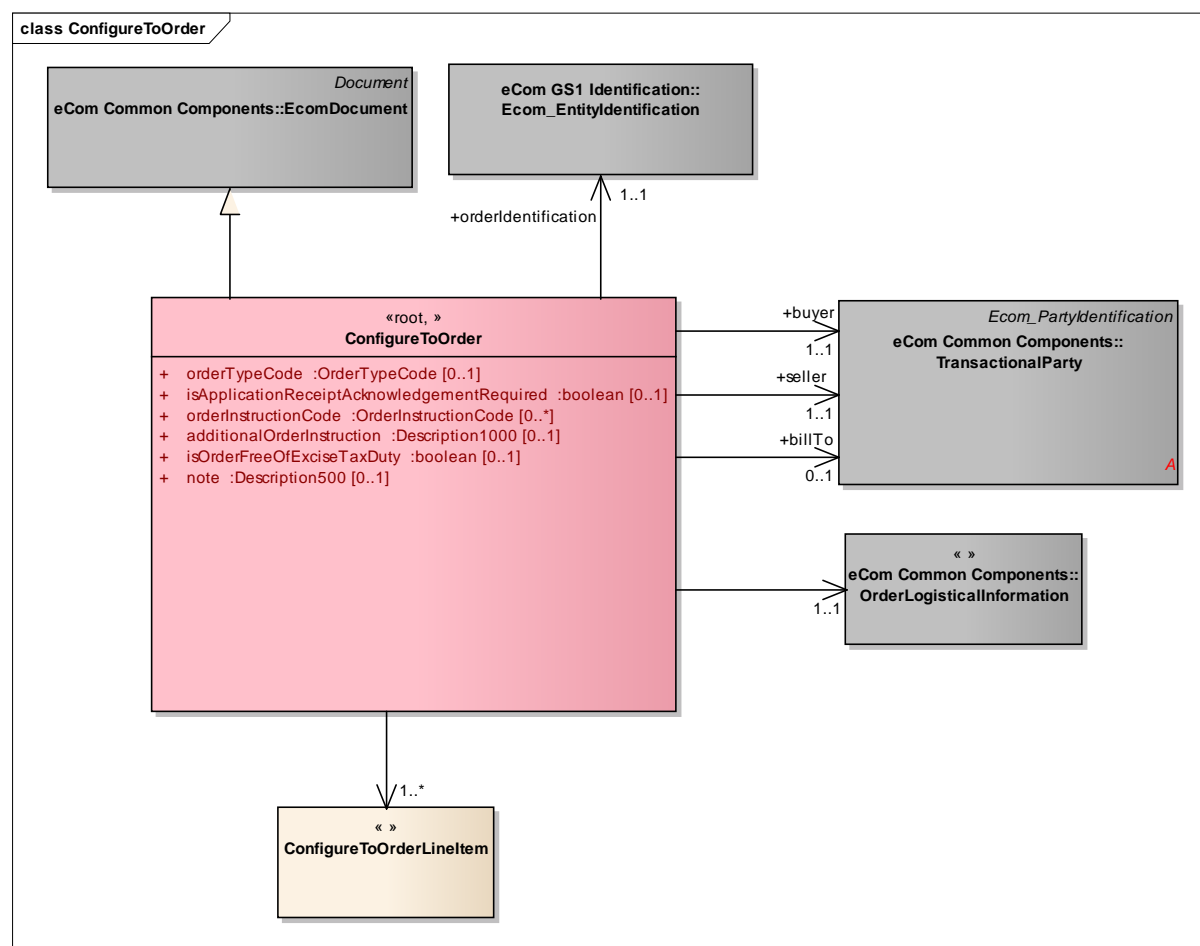 class ConfigureToOrder
Document
eCom Common Components::EcomDocument
eCom GS1 Identification::
Ecom_EntityIdentification
1..1
+orderIdentification
«root, »
ConfigureToOrder
+ orderTypeCode :OrderTypeCode [0..1]
+ isApplicationReceiptAcknowledgementRequired :boolean [0..1]
+ orderInstructionCode :OrderInstructionCode [0..*]
+ additionalOrderInstruction :Description1000 [0..1]
+ isOrderFreeOfExciseTaxDuty :boolean [0..1]
+ note :Description500 [0..1]
+buyer
1..1
+seller
1..1
+billTo
0..1
Ecom_PartyIdentification
eCom Common Components::
TransactionalParty
A
« »
eCom Common Components::
OrderLogisticalInformation
1..1
1..*
« »
ConfigureToOrderLineItem